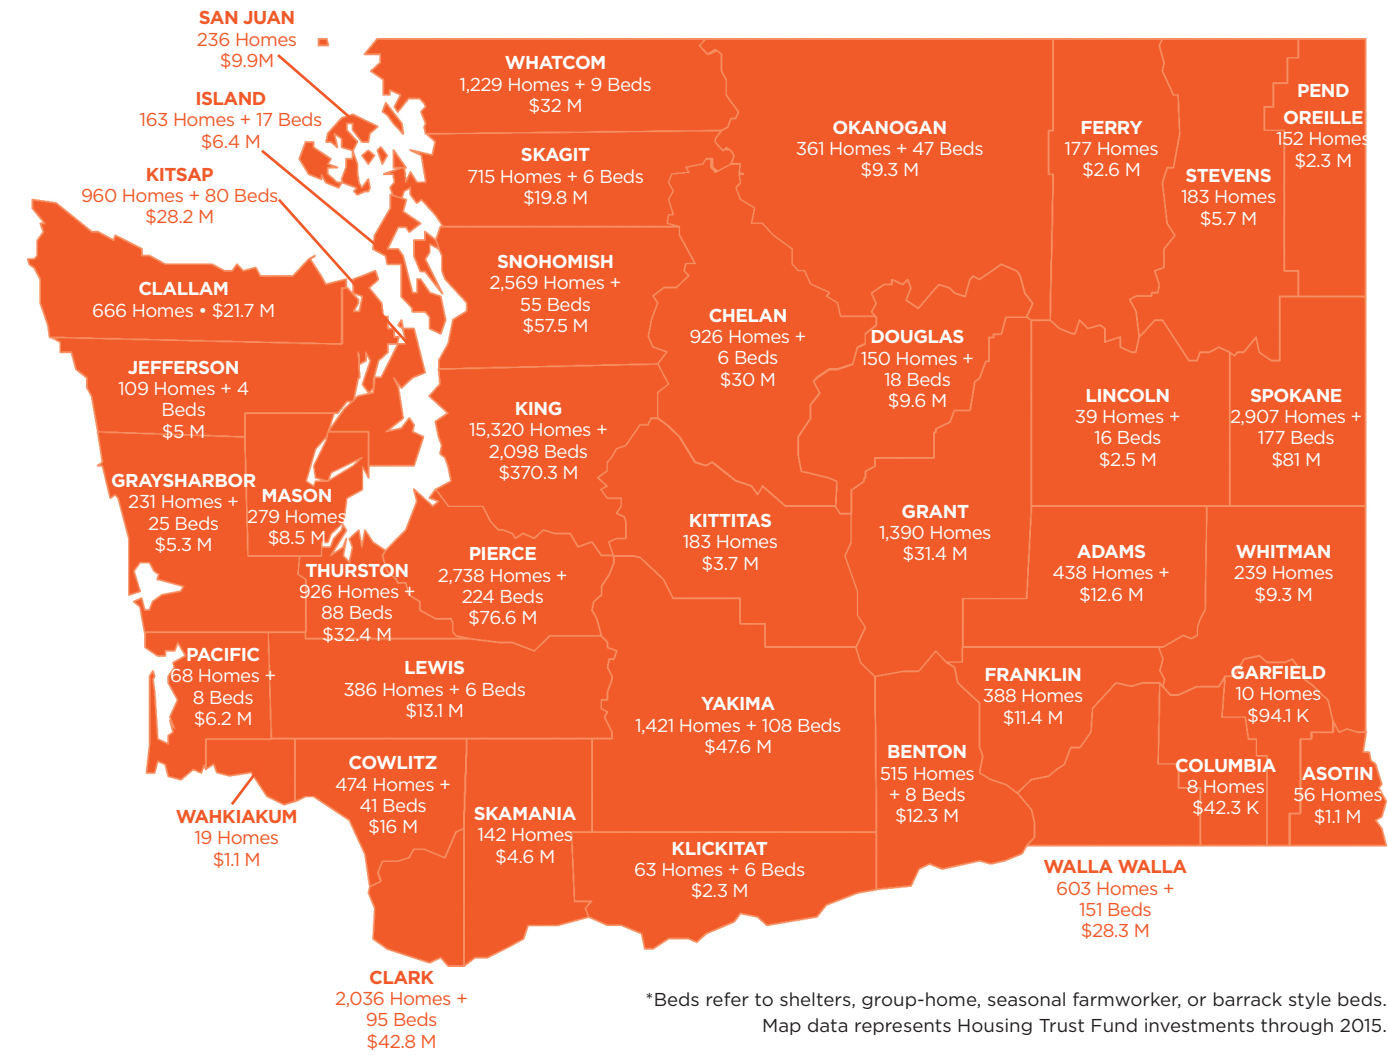 SAN JUAN
236 Homes
$9.9M
ISLAND
163 Homes + 17 Beds
$6.4 M
KITSAP
960 Homes + 80 Beds
$28.2 M
WHATCOM
1,229 Homes + 9 Beds
$32 M
SKAGIT
715 Homes + 6 Beds
$19.8 M
SNOHOMISH
2,569 Homes +
55 Beds
$57.5 M
OKANOGAN
361 Homes + 47 Beds
$9.3 M
FERRY
177 Homes
$2.6 M
STEVENS
183 Homes
$5.7 M
PEND
OREILLE
152 Homes
$2.3 M
CLALLAM
666 Homes • $21.7 M
JEFFERSON
109 Homes + 4
Beds
$5 M
CHELAN
926 Homes +
6 Beds
$30 M
DOUGLAS
150 Homes +
18 Beds
$9.6 M
KING
15,320 Homes +
2,098 Beds
$370.3 M
LINCOLN
39 Homes +
16 Beds
$2.5 M
SPOKANE
2,907 Homes +
177 Beds
$81 M
GRAYSHARBOR
231 Homes +
25 Beds
$5.3 M
MASON
279 Homes
$8.5 M
KITTITAS
183 Homes
$3.7 M
GRANT
1,390 Homes
$31.4 M
THURSTON
926 Homes +
88 Beds
$32.4 M
PIERCE
2,738 Homes +
224 Beds
$76.6 M
ADAMS
438 Homes +
$12.6 M
WHITMAN
239 Homes
$9.3 M
PACIFIC
68 Homes +
8 Beds
$6.2 M
LEWIS
386 Homes + 6 Beds
$13.1 M
YAKIMA
1,421 Homes + 108 Beds
$47.6 M
FRANKLIN
388 Homes
$11.4 M
GARFIELD
10 Homes
$94.1 K
BENTON
515 Homes
+ 8 Beds
$12.3 M
COLUMBIA
8 Homes
$42.3 K
ASOTIN
56 Homes
$1.1 M
WAHKIAKUM
19 Homes
$1.1 M
COWLITZ
474 Homes +
41 Beds
$16 M
SKAMANIA
142 Homes
$4.6 M
KLICKITAT
63 Homes + 6 Beds
$2.3 M
WALLA WALLA
603 Homes +
151 Beds
$28.3 M
CLARK
2,036 Homes +
95 Beds
$42.8 M
*Beds refer to shelters, group-home, seasonal farmworker, or barrack style beds.
Map data represents Housing Trust Fund investments through 2015.